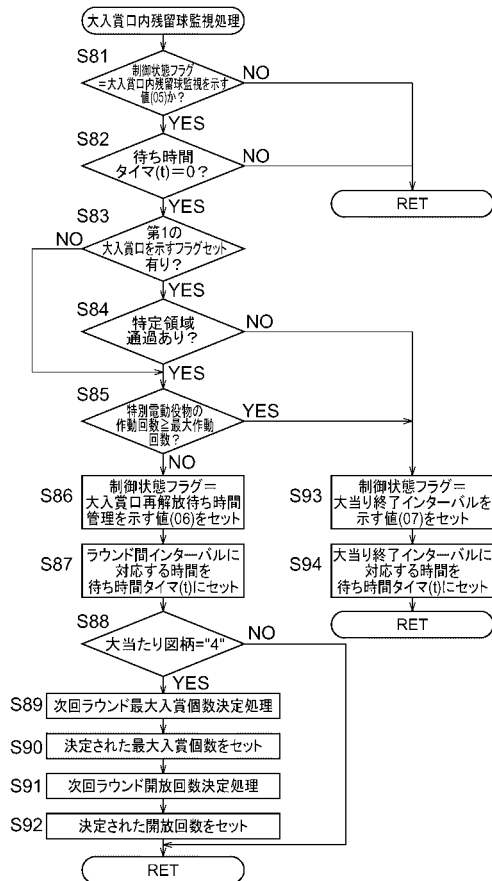 大入賞口内残留球監視処理
S81
制御状態フラグ
=大入賞口内残留球監視を示す
値(05)か?
NO
YES
S82
待ち時間
タイマ(t)=0?
NO
YES
RET
S83
NO
第1の
大入賞口を示すフラグセット
有り?
YES
S84
特定領域
通過あり?
NO
YES
S85
特別電動役物の
作動回数≧最大作動
回数?
YES
NO
S86
制御状態フラグ=
大入賞口再解放待ち時間
管理を示す値(06)をセット
S93
制御状態フラグ=
大当り終了インターバルを
示す値(07)をセット
S87
ラウンド間インターバルに
対応する時間を
待ち時間タイマ(t)にセット
S94
大当り終了インターバルに
対応する時間を
待ち時間タイマ(t)にセット
RET
S88
大当たり図柄="4"
NO
YES
S89
次回ラウンド最大入賞個数決定処理
S90
決定された最大入賞個数をセット
S91
次回ラウンド開放回数決定処理
S92
決定された開放回数をセット
RET